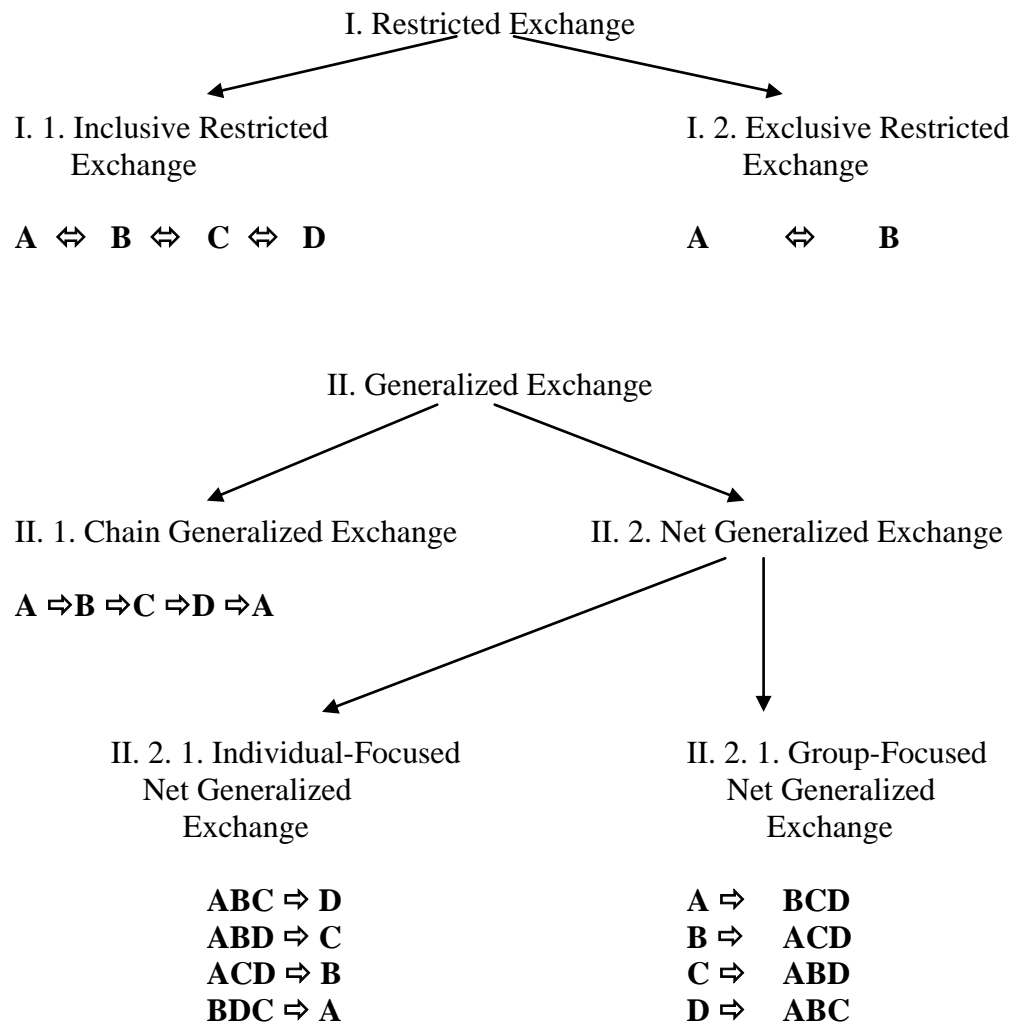 I. Restricted Exchange
I. 1. Inclusive Restricted
Exchange
I. 2. Exclusive Restricted
Exchange
A ⬄ B ⬄ C ⬄ D
A ⬄ B
II. Generalized Exchange
II. 1. Chain Generalized Exchange
II. 2. Net Generalized Exchange
A ⇨B ⇨C ⇨D ⇨A
II. 2. 1. Individual-Focused
Net Generalized
Exchange
II. 2. 1. Group-Focused
Net Generalized
Exchange
ABC ⇨ D
ABD ⇨ C
ACD ⇨ B
BDC ⇨ A
A ⇨ BCD
B ⇨ ACD
C ⇨ ABD
D ⇨ ABC